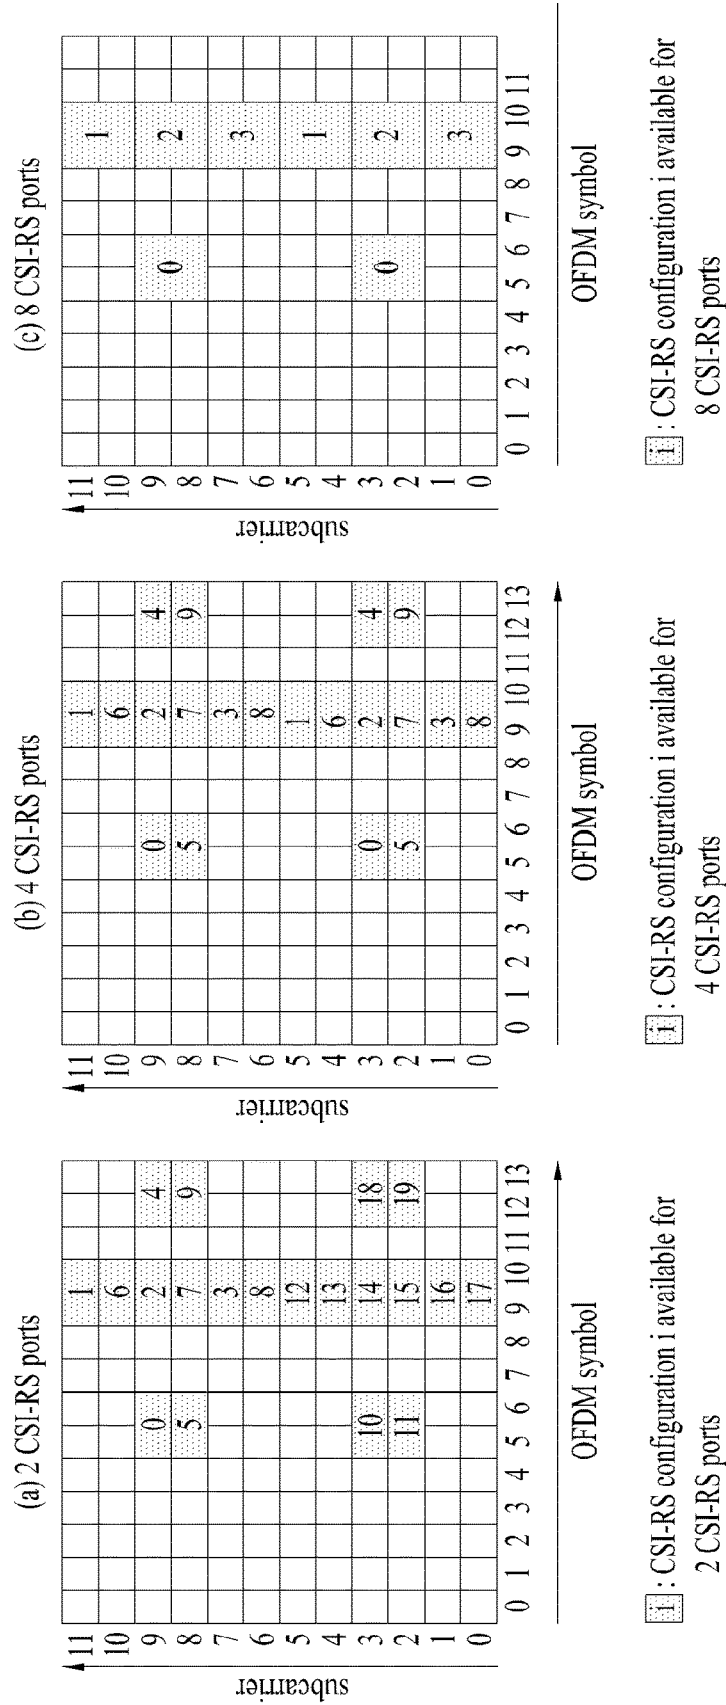 (a) 2 CSI-RS ports
subcarrier
11 1
10 6
9 0 2 4
8 5 7 9
7 3
6 8
5 12
4 13
3 10 14 18
2 11 15 19
1 16
0 17
0 1 2 3 4 5 6 7 8 9 10 11 12 13
OFDM symbol
i : CSI-RS configuration i available for
2 CSI-RS ports
(b) 4 CSI-RS ports
subcarrier
11 1
10 6
9 0 2 4
8 5 7 9
7 3
6 8
5 1
4 6
3 0 2 4
2 5 7 9
1 3
0 8
0 1 2 3 4 5 6 7 8 9 10 11 12 13
OFDM symbol
i : CSI-RS configuration i available for
4 CSI-RS ports
(c) 8 CSI-RS ports
subcarrier
11
10 1
9
8 0 2
7
6 3
5
4 1
3
2 0 2
1
0 3
0 1 2 3 4 5 6 7 8 9 10 11
OFDM symbol
i : CSI-RS configuration i available for
8 CSI-RS ports